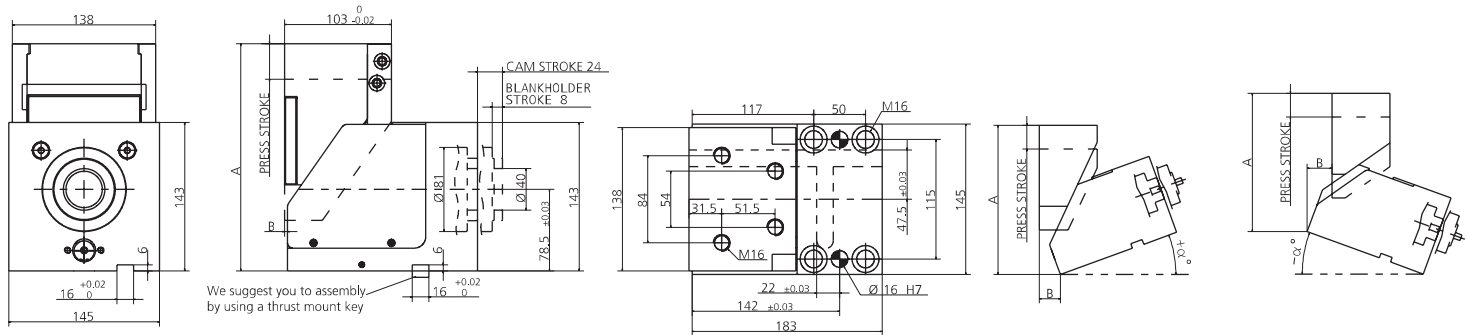 138
143
6
16 +0.02 0
145
103 0 -0.02
PRESS STROKE
A
B
CAM STROKE 24
BLANKHOLDER
STROKE 8
Ø 81
Ø 40
78.5 ±0.03
143
6
16 +0.02 0
We suggest you to assembly
by using a thrust mount key
117
50
M16
138
84
54
31.5
51.5
M16
47.5 ±0.03
115
145
22 ±0.03
Ø 16 H7
142 ±0.03
183
A
PRESS STROKE
B
+α°
A
PRESS STROKE
B
-α°